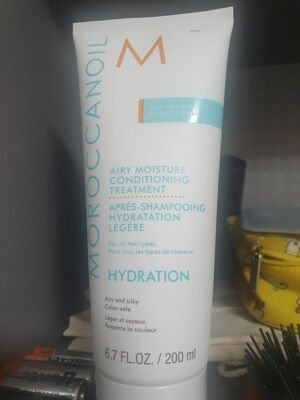 MOROCCANOIL
M
AIRY MOISTURE
CONDITIONING
TREATMENT
APRÈS-SHAMPOOING
HYDRATATION
LÉGÈRE
For all hair types
Pour tous les types de cheveux
HYDRATION
Airy and silky
Color-safe
Léger et soyeux
Respecte la couleur
6.7 FL.OZ. / 200 ml